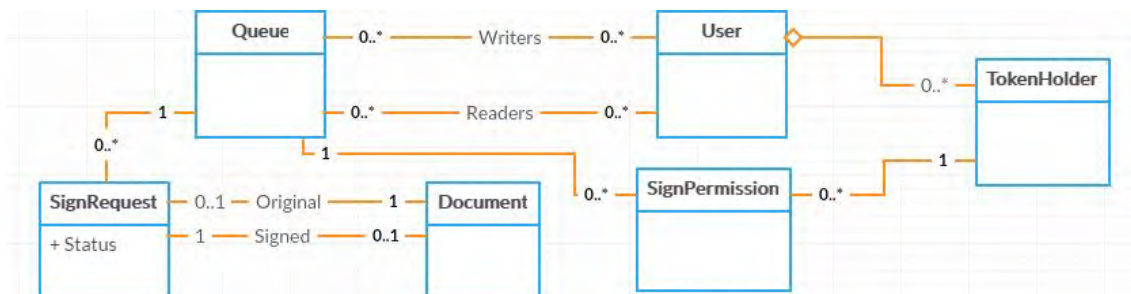 Queue 0..* Writers 0..* User
0..* TokenHolder
1 0..* Readers 0..*
0..*
1 1
SignRequest 0..1 Original 1 Document 0..* SignPermission 0..*
+ Status 1 Signed 0..1